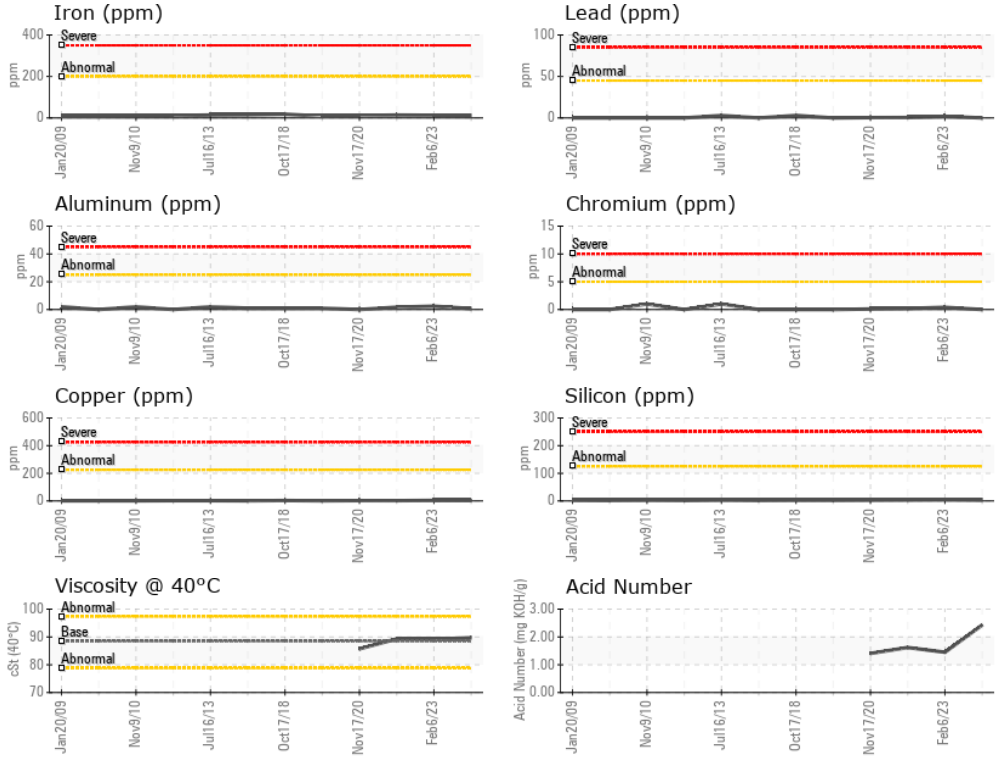 Iron (ppm)
ppm
400
200
0
Severe
Abnormal
Jan20/09
Nov9/10
Jul16/13
Oct17/18
Nov17/20
Feb6/23
Lead (ppm)
ppm
100
50
0
Severe
Abnormal
Jan20/09
Nov9/10
Jul16/13
Oct17/18
Nov17/20
Feb6/23
Aluminum (ppm)
ppm
60
40
20
0
Severe
Abnormal
Jan20/09
Nov9/10
Jul16/13
Oct17/18
Nov17/20
Feb6/23
Chromium (ppm)
ppm
15
10
5
0
Severe
Abnormal
Jan20/09
Nov9/10
Jul16/13
Oct17/18
Nov17/20
Feb6/23
Copper (ppm)
ppm
600
400
200
0
Severe
Abnormal
Jan20/09
Nov9/10
Jul16/13
Oct17/18
Nov17/20
Feb6/23
Silicon (ppm)
ppm
300
200
100
0
Severe
Abnormal
Jan20/09
Nov9/10
Jul16/13
Oct17/18
Nov17/20
Feb6/23
Viscosity @ 40°C
cSt (40°C)
100
90
80
70
Abnormal
Base
Abnormal
Jan20/09
Nov9/10
Jul16/13
Oct17/18
Nov17/20
Feb6/23
Acid Number
Acid Number (mg KOH/g)
3.00
2.00
1.00
0.00
Jan20/09
Nov9/10
Jul16/13
Oct17/18
Nov17/20
Feb6/23